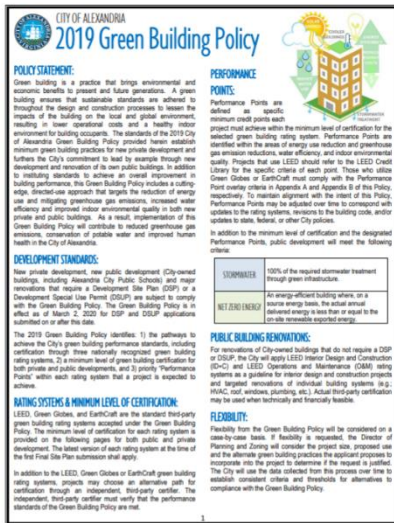 CITY OF ALEXANDRIA
2019 Green Building Policy
POLICY STATEMENT:
Green building is a practice that brings environmental and
economic benefits to present and future generations. A green
building ensures that sustainable standards are adhered to
throughout the design and construction processes to lessen the
impacts of the building on the local and global environment,
resulting in lower operational costs and a healthy indoor
environment for building occupants. The standards of the 2019 City
of Alexandria Green Building Policy provided herein establish
minimum green building practices for new private development and
furthers the City's commitment to lead by example through new
development and renovation of its own public buildings. In addition
to instituting standards to achieve an overall improvement in
building performance, this Green Building Policy includes a cutting-
edge, directed-use approach that targets the reduction of energy
use and mitigating greenhouse gas emissions, increased water
efficiency and improved indoor environmental quality in both new
private and public buildings. As a result, implementation of this
Green Building Policy will contribute to reduced greenhouse gas
emissions, conservation of potable water and improved human
health in the City of Alexandria.
DEVELOPMENT STANDARDS:
New private development, new public development (City-owned
buildings, including Alexandria City Public Schools) and major
renovations that require a Development Site Plan (DSP) or a
Development Special Use Permit (DSUP) are subject to comply
with the Green Building Policy. The Green Building Policy is in
effect as of March 2, 2020 for DSP and DSUP applications
submitted on or after this date.
The 2019 Green Building Policy identifies: 1) the pathways to
achieve the City's green building performance standards, including
certification through three nationally recognized green building
rating systems, 2) a minimum level of green building certification for
both private and public developments, and 3) priority "Performance
Points" within each rating system that a project is expected to
achieve.
RATING SYSTEMS & MINIMUM LEVEL OF CERTIFICATION:
LEED, Green Globes, and EarthCraft are the standard third-party
green building rating systems accepted under the Green Building
Policy. The minimum level of certification for each rating system is
provided on the following pages for both public and private
development. The latest version of each rating system at the time of
the first Final Site Plan submission shall apply.
In addition to the LEED, Green Globes or EarthCraft green building
rating systems, projects may choose an alternative path for
certification through an independent, third-party certifier. The
independent, third-party certifier must verify that the performance
standards of the Green Building Policy are met.
PERFORMANCE
POINTS:
Performance Points are
defined as specific
minimum credit points each
project must achieve within the minimum level of certification for the
selected green building rating system. Performance Points are
identified within the areas of energy use reduction and greenhouse
gas emission reductions, water efficiency, and indoor environmental
quality. Projects that use LEED should refer to the LEED Credit
Library for the specific criteria for each point. Those who utilize
Green Globes or EarthCraft must comply with the Performance
Point overlay criteria in Appendix A and Appendix B of this Policy,
respectively. To maintain alignment with the intent of this Policy,
Performance Points may be adjusted over time to correspond with
updates to the rating systems, revisions to the building code, and/or
updates to state, federal, or other City policies.
In addition to the minimum level of certification and the designated
Performance Points, public development will meet the following
criteria:
STORMWATER
100% of the required stormwater treatment
through green infrastructure.
NET ZERO ENERGY
An energy-efficient building where, on a
source energy basis, the actual annual
delivered energy is less than or equal to the
on-site renewable exported energy.
PUBLIC BUILDING RENOVATIONS:
For renovations of City-owned buildings that do not require a DSP
or DSUP, the City will apply LEED Interior Design and Construction
(ID+C) and LEED Operations and Maintenance (O&M) rating
systems as a guideline for interior design and construction projects
and targeted renovations of individual building systems (e.g.;
HVAC, roof, windows, plumbing, etc.). Actual third-party certification
may be used when technically and financially feasible.
FLEXIBILITY:
Flexibility from the Green Building Policy will be considered on a
case-by-case basis. If flexibility is requested, the Director of
Planning and Zoning will consider the project size, proposed use
and the alternate green building practices the applicant proposes to
incorporate into the project to determine if the request is justified.
The City will use the data collected from this process over time to
establish consistent criteria and thresholds for alternatives to
compliance with the Green Building Policy.
1